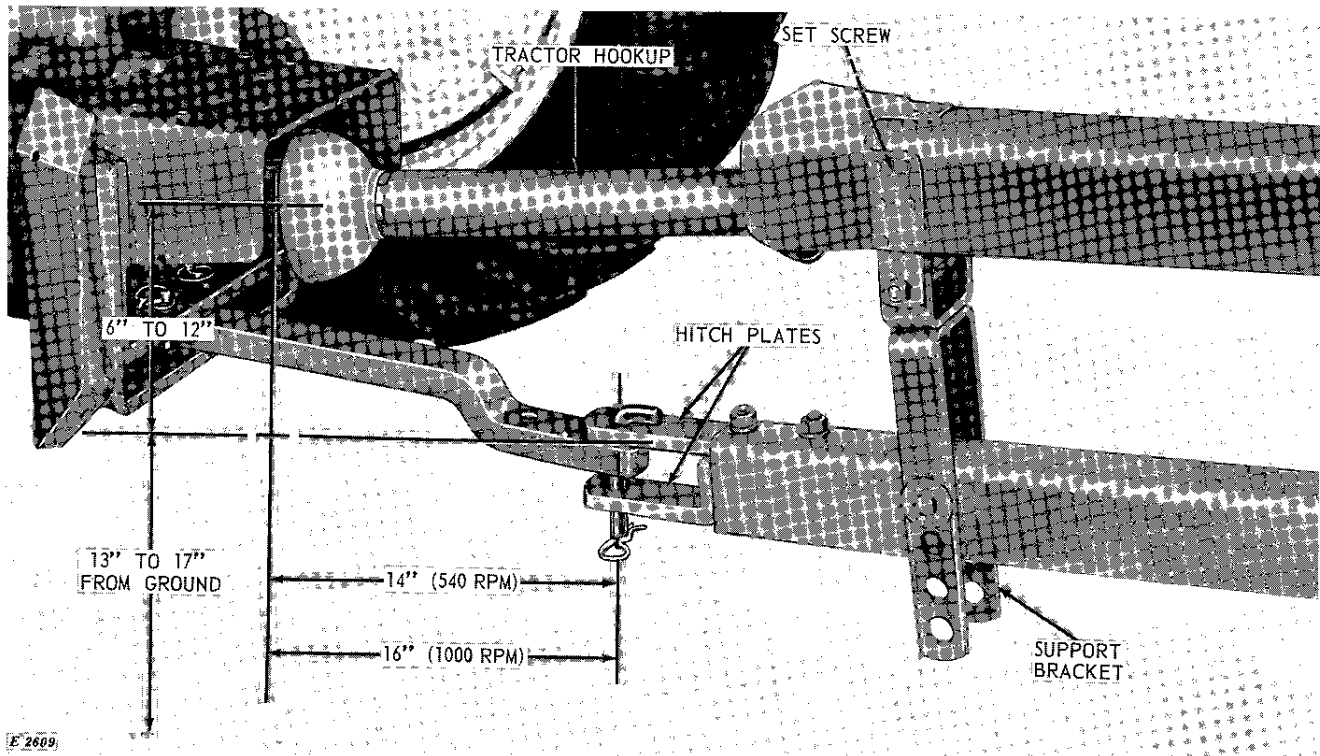 TRACTOR HOOKUP
SET SCREW
6" TO 12"
HITCH PLATES
13" TO 17"
FROM GROUND
14" (540 RPM)
16" (1000 RPM)
SUPPORT
BRACKET
E 2609